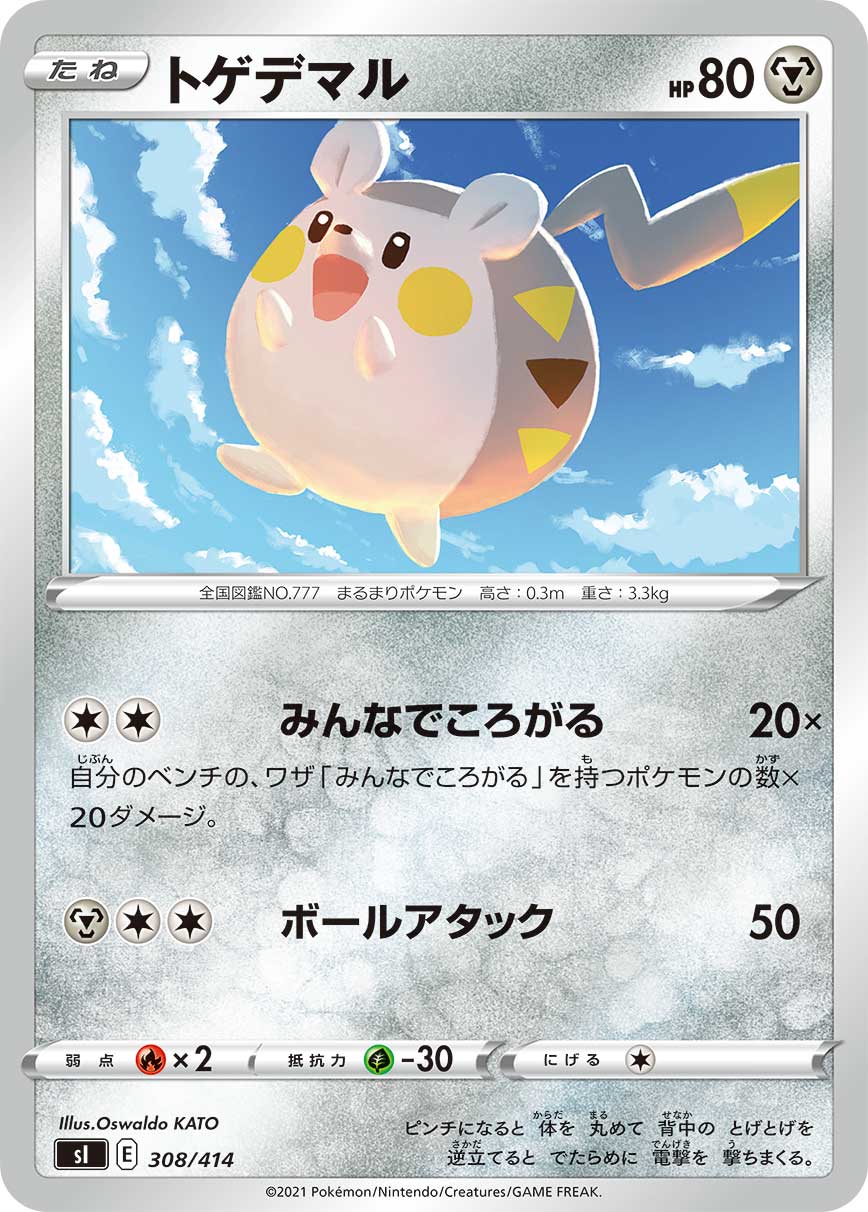 たね トゲデマル HP80
全国図鑑NO.777 まるまりポケモン 高さ:0.3m 重さ:3.3kg
みんなでころがる 20×
自分のベンチの、ワザ「みんなでころがる」を持つポケモンの数×
20ダメージ。
ボールアタック 50
弱点 ×2 抵抗力 -30 にげる
Illus.Oswaldo KATO
sI E 308/414
ピンチになると 体を 丸めて 背中の とげとげを
逆立てると でたらめに 電撃を 撃ちまくる。
©2021 Pokémon/Nintendo/Creatures/GAME FREAK.